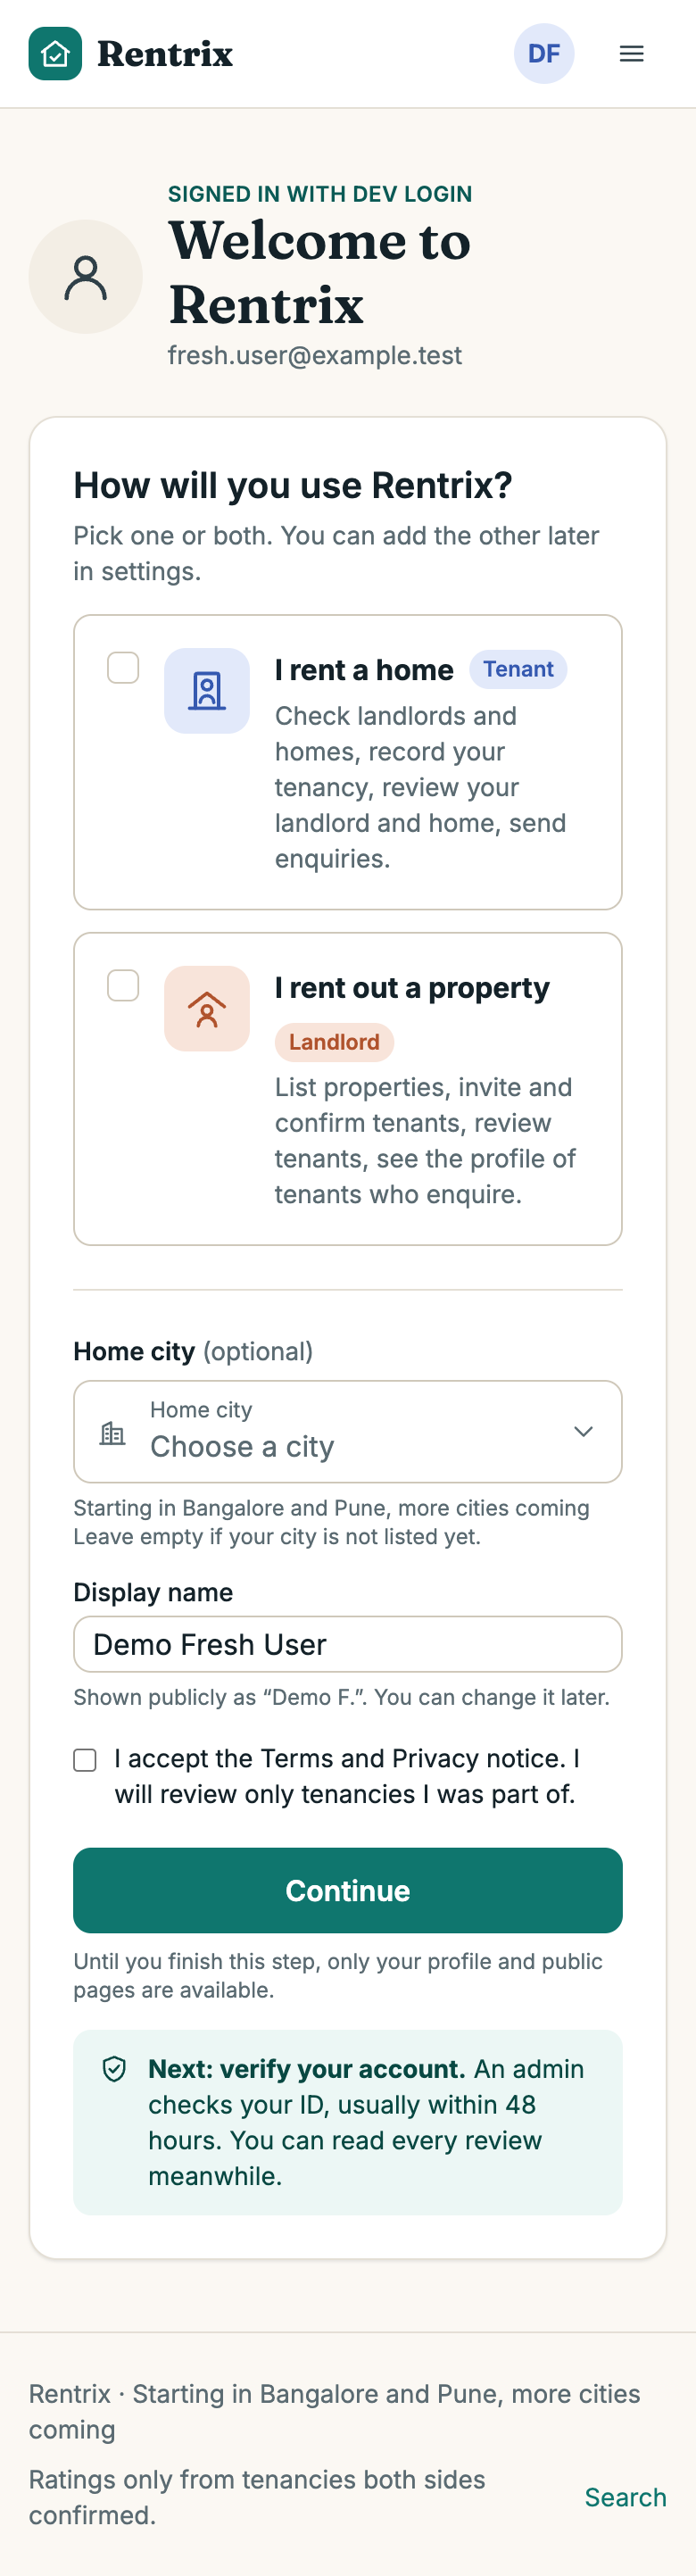 Rentrix
DF
SIGNED IN WITH DEV LOGIN
Welcome to
Rentrix
fresh.user@example.test
How will you use Rentrix?
Pick one or both. You can add the other later
in settings.
I rent a home Tenant
Check landlords and
homes, record your
tenancy, review your
landlord and home, send
enquiries.
I rent out a property
Landlord
List properties, invite and
confirm tenants, review
tenants, see the profile of
tenants who enquire.
Home city (optional)
Home city
Choose a city
Starting in Bangalore and Pune, more cities coming
Leave empty if your city is not listed yet.
Display name
Demo Fresh User
Shown publicly as “Demo F.”. You can change it later.
I accept the Terms and Privacy notice. I
will review only tenancies I was part of.
Continue
Until you finish this step, only your profile and public
pages are available.
Next: verify your account. An admin
checks your ID, usually within 48
hours. You can read every review
meanwhile.
Rentrix · Starting in Bangalore and Pune, more cities
coming
Ratings only from tenancies both sides
confirmed.
Search